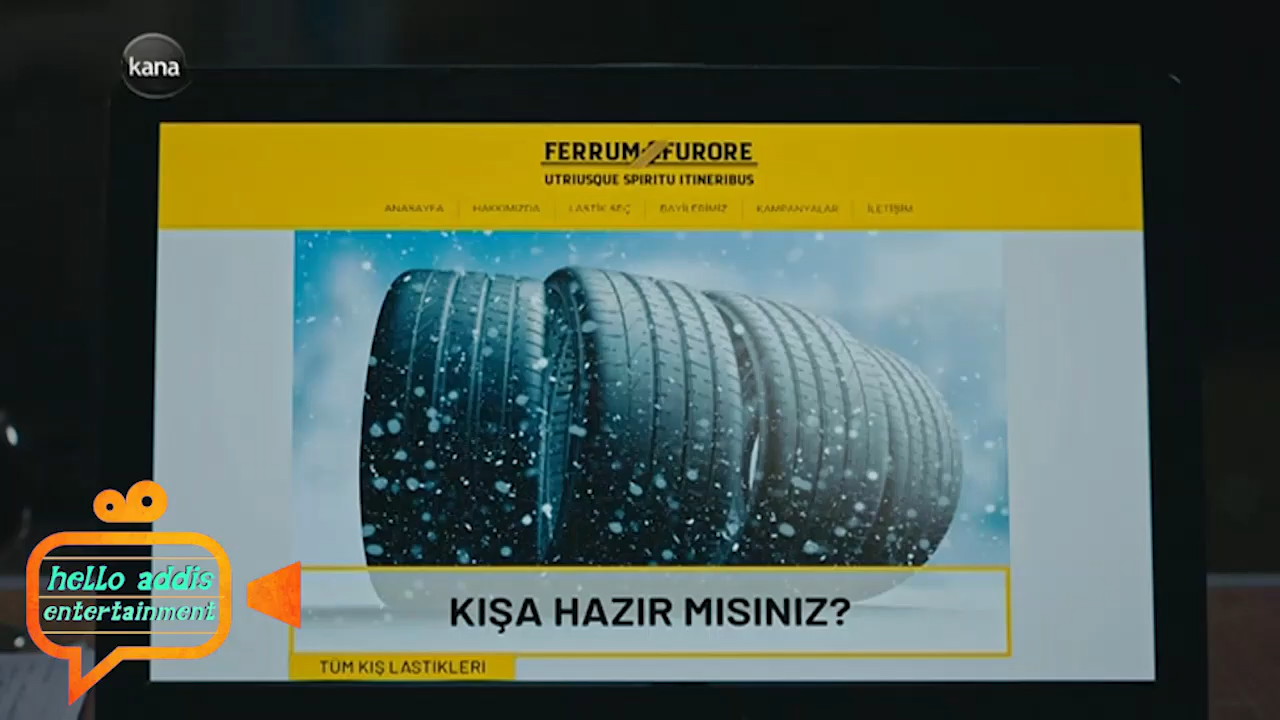 kana
FERRUM FURORE
UTRIUSQUE SPIRITU ITINERIBUS
ANASAYFA HAKKIMIZDA LASTİK SEÇ BAYİLERİMİZ KAMPANYALAR İLETİŞİM
hello addis
entertainment
KIŞA HAZIR MISINIZ?
TÜM KIŞ LASTİKLERİ